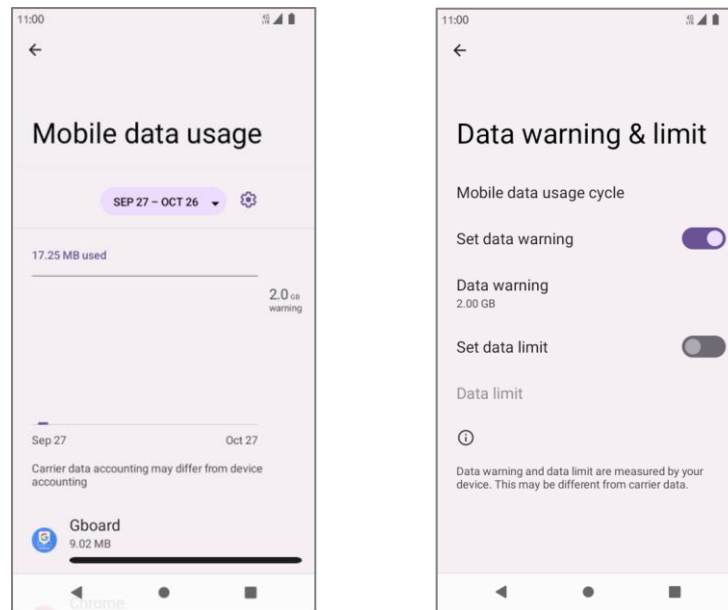 11:00
Mobile data usage
SEP 27 – OCT 26
17.25 MB used
2.0 GB
warning
Sep 27
Oct 27
Carrier data accounting may differ from device
accounting
Gboard
9.02 MB
Chrome
11:00
Data warning & limit
Mobile data usage cycle
Set data warning
Data warning
2.00 GB
Set data limit
Data limit
Data warning and data limit are measured by your
device. This may be different from carrier data.